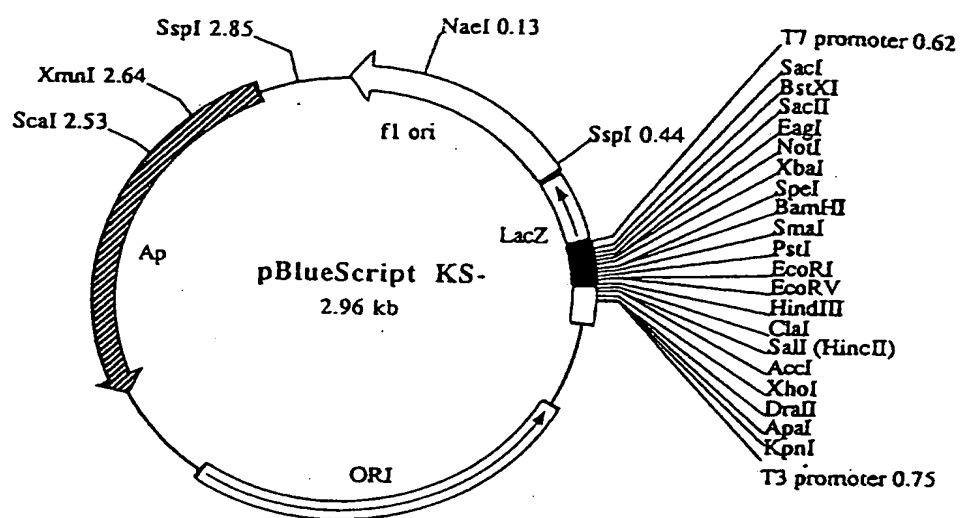 SspI 2.85
NaeI 0.13
XmnI 2.64
ScaI 2.53
f1 ori
SspI 0.44
LacZ
Ap
pBlueScript KS-
2.96 kb
ORI
T7 promoter 0.62
SacI
BstXI
SacII
EagI
NotI
XbaI
SpeI
BamHI
SmaI
PstI
EcoRI
EcoRV
HindIII
ClaI
SalI (HincII)
AccI
XhoI
DraII
ApaI
KpnI
T3 promoter 0.75